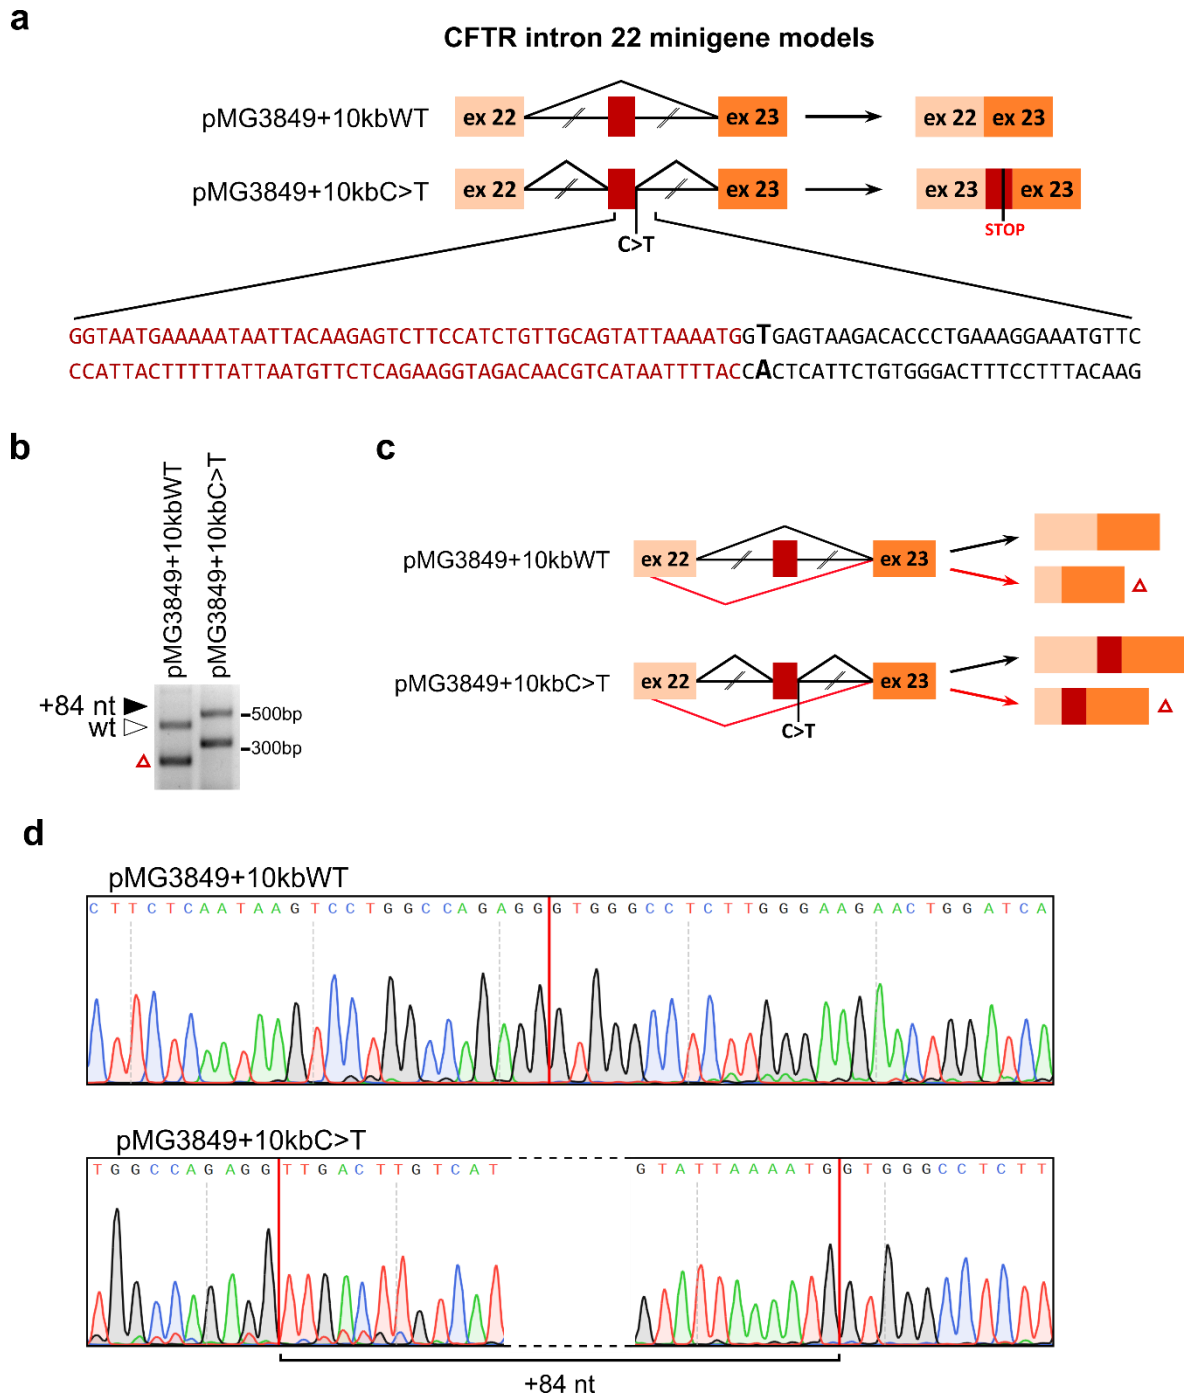 a
CFTR intron 22 minigene models
pMG3849+10kbWT
ex 22
ex 23
ex 22
ex 23
pMG3849+10kbC>T
ex 22
ex 23
ex 23
ex 23
STOP
C>T
GGTAATGAAAAATAATTACAAGAGTCTTCCATCTGTTGCAGTATTAAAATGGTGAGTAAGACACCCTGAAAGGAAATGTTC
CCATTACTTTTTATTAATGTTCTCAGAAGGTAGACAACGTCATAATTTTACCACTCATTCTGTGGGACTTTCCTTTACAAG
b
pMG3849+10kbWT
pMG3849+10kbC>T
+84 nt
wt
500bp
300bp
c
pMG3849+10kbWT
ex 22
ex 23
pMG3849+10kbC>T
ex 22
ex 23
C>T
d
pMG3849+10kbWT
C T T C T C A A T A A G T C C T G G C C A G A G G G T G G G C C T C T T G G G A A G A A C T G G A T C A
pMG3849+10kbC>T
T G G C C A G A G G T T G A C T T G T C A T
G T A T T A A A A T G G T G G G C C T C T T
+84 nt